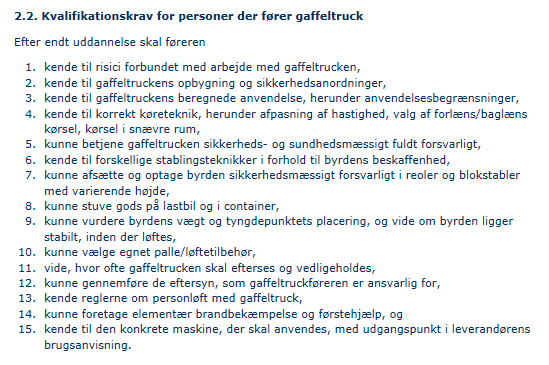 2.2. Kvalifikationskrav for personer der fører gaffeltruck
Efter endt uddannelse skal føreren
1. kende til risici forbundet med arbejde med gaffeltrucken,
2. kende til gaffeltruckens opbygning og sikkerhedsanordninger,
3. kende til gaffeltruckens beregnede anvendelse, herunder anvendelsesbegrænsninger,
4. kende til korrekt køreteknik, herunder afpasning af hastighed, valg af forlæns/baglæns
kørsel, kørsel i snævre rum,
5. kunne betjene gaffeltrucken sikkerheds- og sundhedsmæssigt fuldt forsvarligt,
6. kende til forskellige stablingsteknikker i forhold til byrdens beskaffenhed,
7. kunne afsætte og optage byrden sikkerhedsmæssigt forsvarligt i reoler og blokstabler
med varierende højde,
8. kunne stuve gods på lastbil og i container,
9. kunne vurdere byrdens vægt og tyngdepunktets placering, og vide om byrden ligger
stabilt, inden der løftes,
10. kunne vælge egnet palle/løftetilbehør,
11. vide, hvor ofte gaffeltrucken skal efterses og vedligeholdes,
12. kunne gennemføre de eftersyn, som gaffeltruckføreren er ansvarlig for,
13. kende reglerne om personløft med gaffeltruck,
14. kunne foretage elementær brandbekæmpelse og førstehjælp, og
15. kende til den konkrete maskine, der skal anvendes, med udgangspunkt i leverandørens
brugsanvisning.